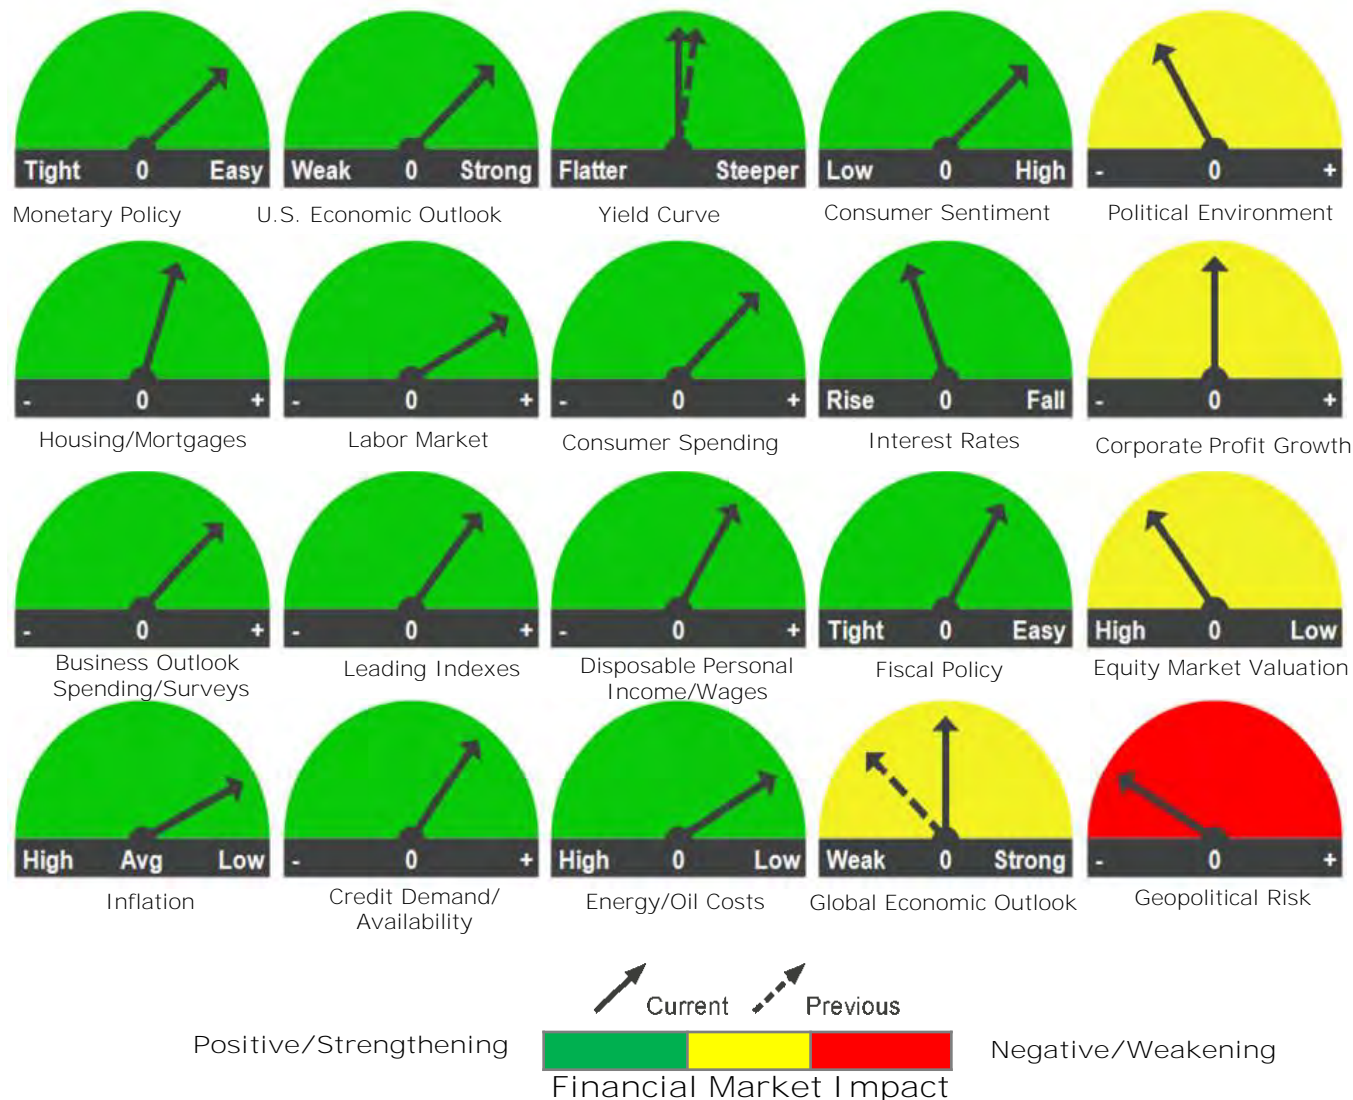 Tight 0 Easy
Weak 0 Strong
Flatter Steeper
Low 0 High
- 0 +
Monetary Policy
U.S. Economic Outlook
Yield Curve
Consumer Sentiment
Political Environment
- 0 +
- 0 +
- 0 +
Rise 0 Fall
- 0 +
Housing/Mortgages
Labor Market
Consumer Spending
Interest Rates
Corporate Profit Growth
- 0 +
- 0 +
- 0 +
Tight 0 Easy
High 0 Low
Business Outlook
Spending/Surveys
Leading Indexes
Disposable Personal
Income/Wages
Fiscal Policy
Equity Market Valuation
High Avg Low
- 0 +
High 0 Low
Weak 0 Strong
- 0 +
Inflation
Credit Demand/
Availability
Energy/Oil Costs
Global Economic Outlook
Geopolitical Risk
Current
Previous
Positive/Strengthening
Negative/Weakening
Financial Market Impact